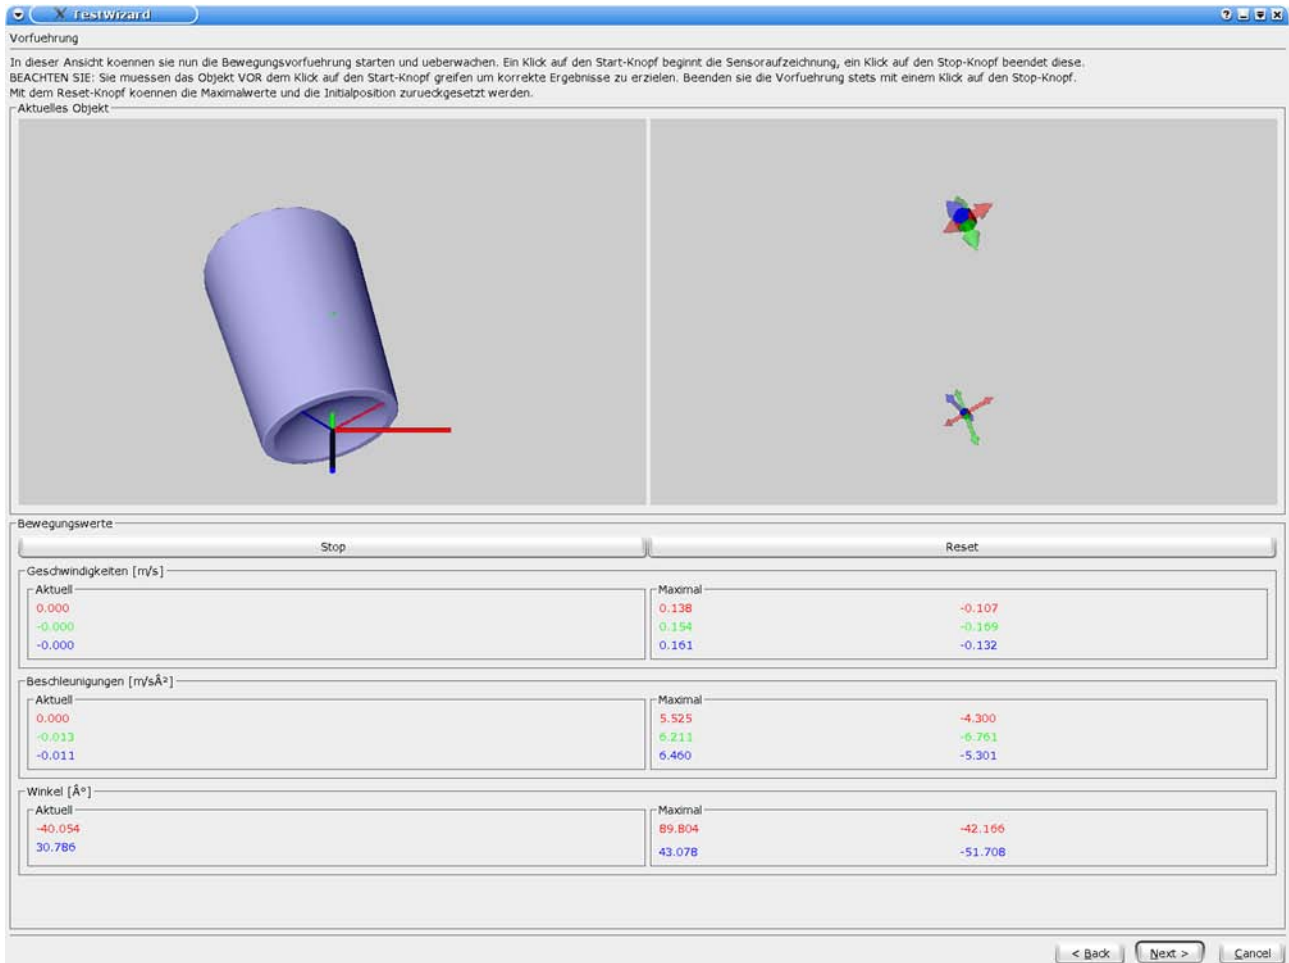 TestWizard
Vorfuehrung
In dieser Ansicht koennen sie nun die Bewegungsvorfuehrung starten und ueberwachen. Ein Klick auf den Start-Knopf beginnt die Sensoraufzeichnung, ein Klick auf den Stop-Knopf beendet diese.
BEACHTEN SIE: Sie muessen das Objekt VOR dem Klick auf den Start-Knopf greifen um korrekte Ergebnisse zu erzielen. Beenden sie die Vorfuehrung stets mit einem Klick auf den Stop-Knopf.
Mit dem Reset-Knopf koennen die Maximalwerte und die Initialposition zurueckgesetzt werden.
Aktuelles Objekt
Bewegungswerte
Stop Reset
Geschwindigkeiten [m/s]
Aktuell Maximal
0.000 0.138 -0.107
-0.000 0.154 -0.169
-0.000 0.161 -0.132
Beschleunigungen [m/sÂ²]
Aktuell Maximal
0.000 5.525 -4.300
-0.013 6.211 -6.761
-0.011 6.460 -5.301
Winkel [Â°]
Aktuell Maximal
-40.054 89.804 -42.166
30.786 43.078 -51.708
< Back Next > Cancel